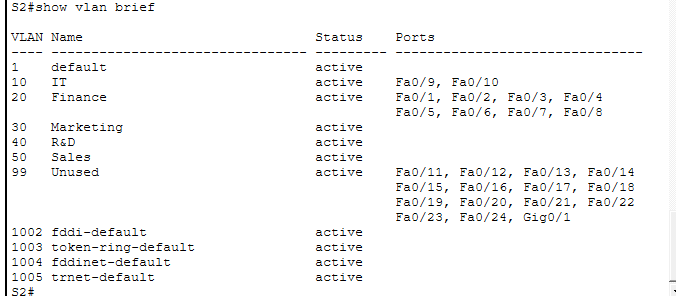 S2#show vlan brief
VLAN Name                             Status    Ports
---- -------------------------------- --------- -------------------------------
1    default                          active
10   IT                               active    Fa0/9, Fa0/10
20   Finance                          active    Fa0/1, Fa0/2, Fa0/3, Fa0/4
                                                Fa0/5, Fa0/6, Fa0/7, Fa0/8
30   Marketing                        active
40   R&D                              active
50   Sales                            active
99   Unused                           active    Fa0/11, Fa0/12, Fa0/13, Fa0/14
                                                Fa0/15, Fa0/16, Fa0/17, Fa0/18
                                                Fa0/19, Fa0/20, Fa0/21, Fa0/22
                                                Fa0/23, Fa0/24, Gig0/1
1002 fddi-default                     active
1003 token-ring-default               active
1004 fddinet-default                  active
1005 trnet-default                    active
S2#